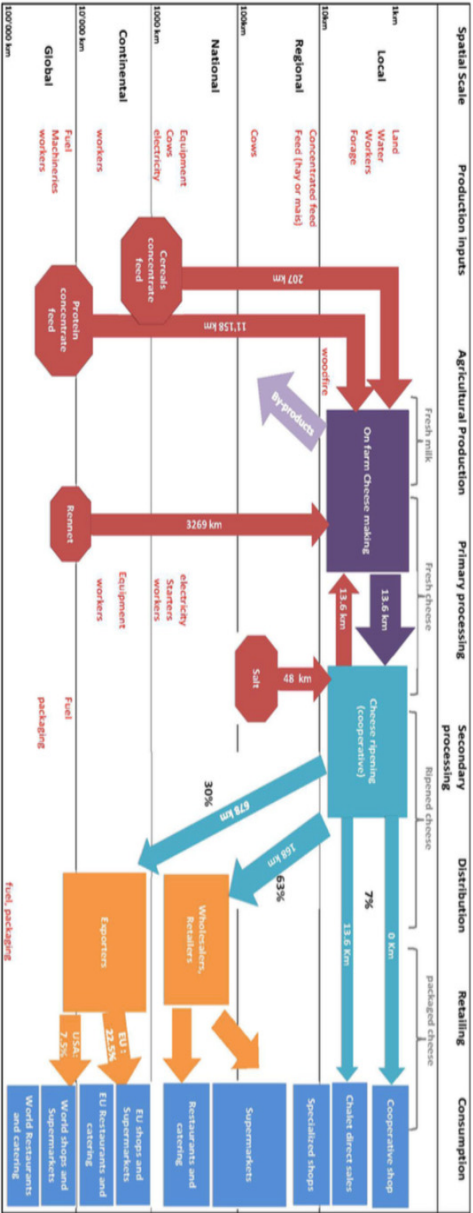 Spatial Scale
Production inputs
Agricultural Production
Primary processing
Secondary
processing
Distribution
Retailing
Consumption
Fresh milk
Fresh cheese
Ripened cheese
packaged cheese
1km
Local
10km
Regional
100km
National
1000 km
Continental
10'000 km
Global
100'000 km
Land
Water
Workers
Forage
Concentrated feed
Feed (hay or mais)
Cows
Equipment
Cows
electricity
workers
Fuel
Machineries
workers
Cereals
concentrate
feed
207 km
Protein
concentrate
feed
11'158 km
woodfire
By-products
On farm Cheese making
Rennet
3269 km
electricity
Starters
workers
Equipment
workers
13.6 km
13.6 km
Salt
48 km
Fuel
packaging
Cheese ripening
(cooperative)
0 Km
7%
13.6 Km
63%
168 km
30%
678 km
fuel, packaging
Wholesalers,
Retailers
Exporters
EU :
22.5%
USA:
7.5%
Cooperative shop
Chalet direct sales
Specialized shops
Supermarkets
Restaurants and
catering
EU shops and
Supermarkets
EU Restaurants and
catering
World shops and
Supermarkets
World Restaurants
and catering